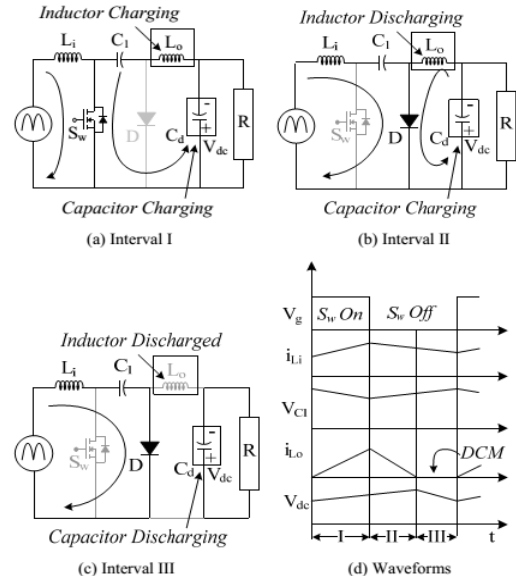 Inductor Charging
Li
C1
Lo
Sw
D
Cd
-
+
Vdc
R
Capacitor Charging
(a) Interval I
Inductor Discharging
Li
C1
Lo
Sw
D
Cd
-
+
Vdc
R
Capacitor Charging
(b) Interval II
Inductor Discharged
Li
C1
Lo
Sw
D
Cd
-
+
Vdc
R
Capacitor Discharging
(c) Interval III
Vg
Sw On
Sw Off
iLi
VC1
iLo
DCM
Vdc
I
II
III
t
(d) Waveforms